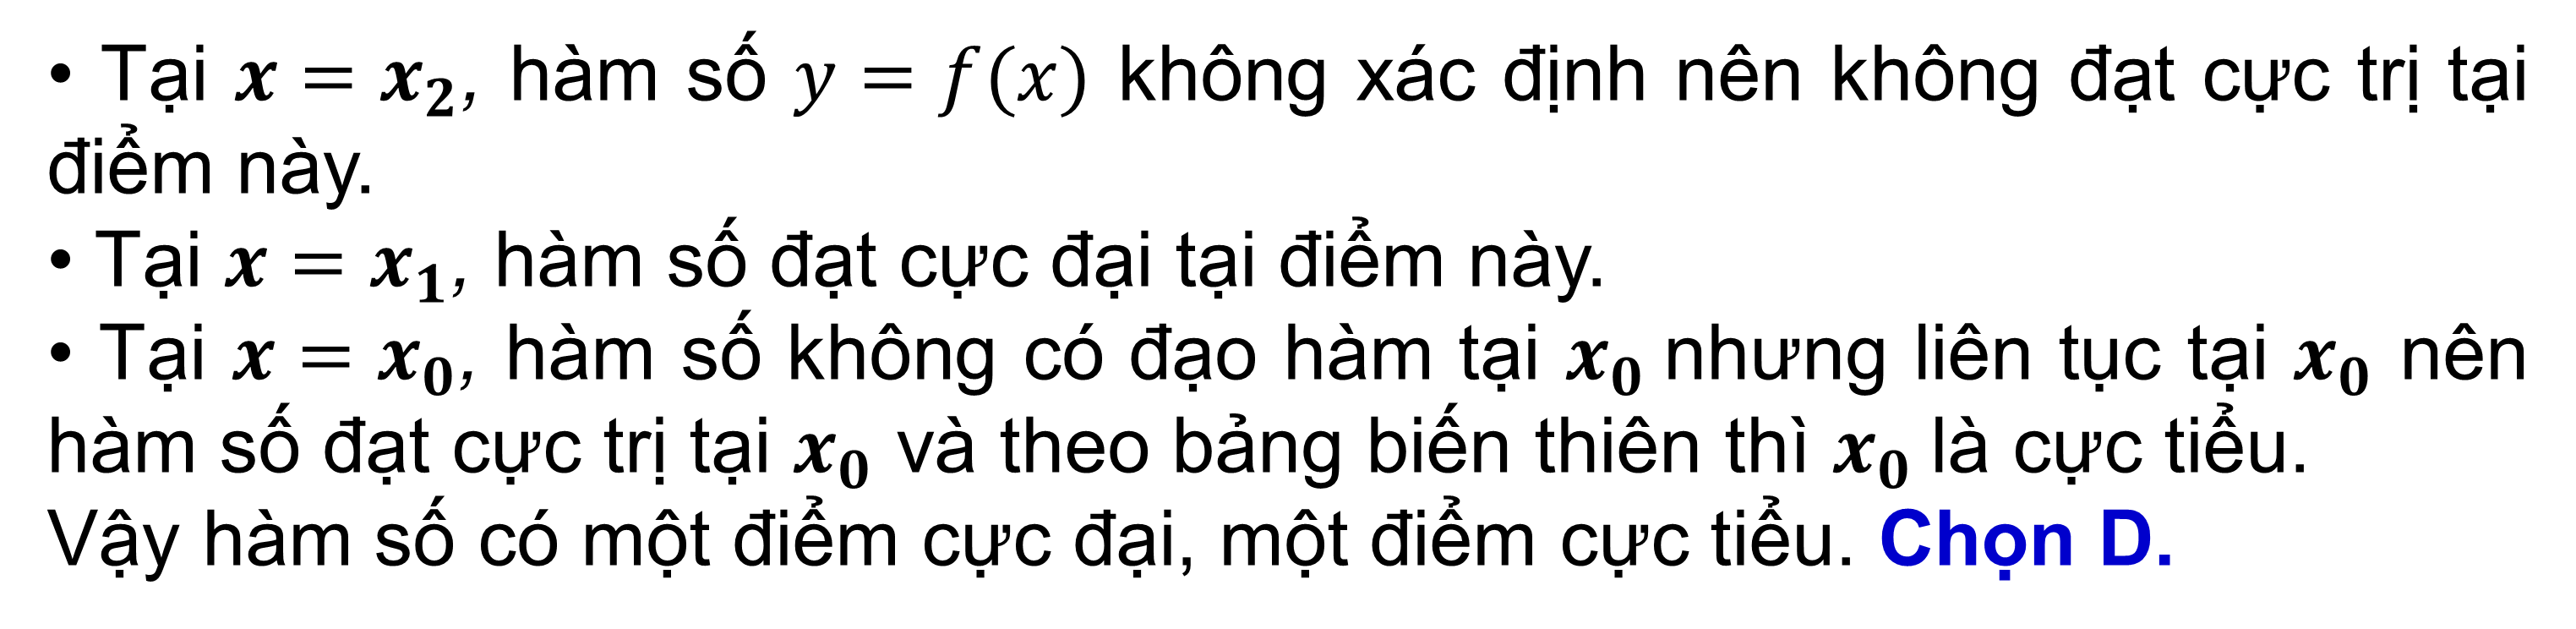 • Tại x = x₂, hàm số y = f(x) không xác định nên không đạt cực trị tại
điểm này.
• Tại x = x₁, hàm số đạt cực đại tại điểm này.
• Tại x = x₀, hàm số không có đạo hàm tại x₀ nhưng liên tục tại x₀ nên
hàm số đạt cực trị tại x₀ và theo bảng biến thiên thì x₀ là cực tiểu.
Vậy hàm số có một điểm cực đại, một điểm cực tiểu. Chọn D.